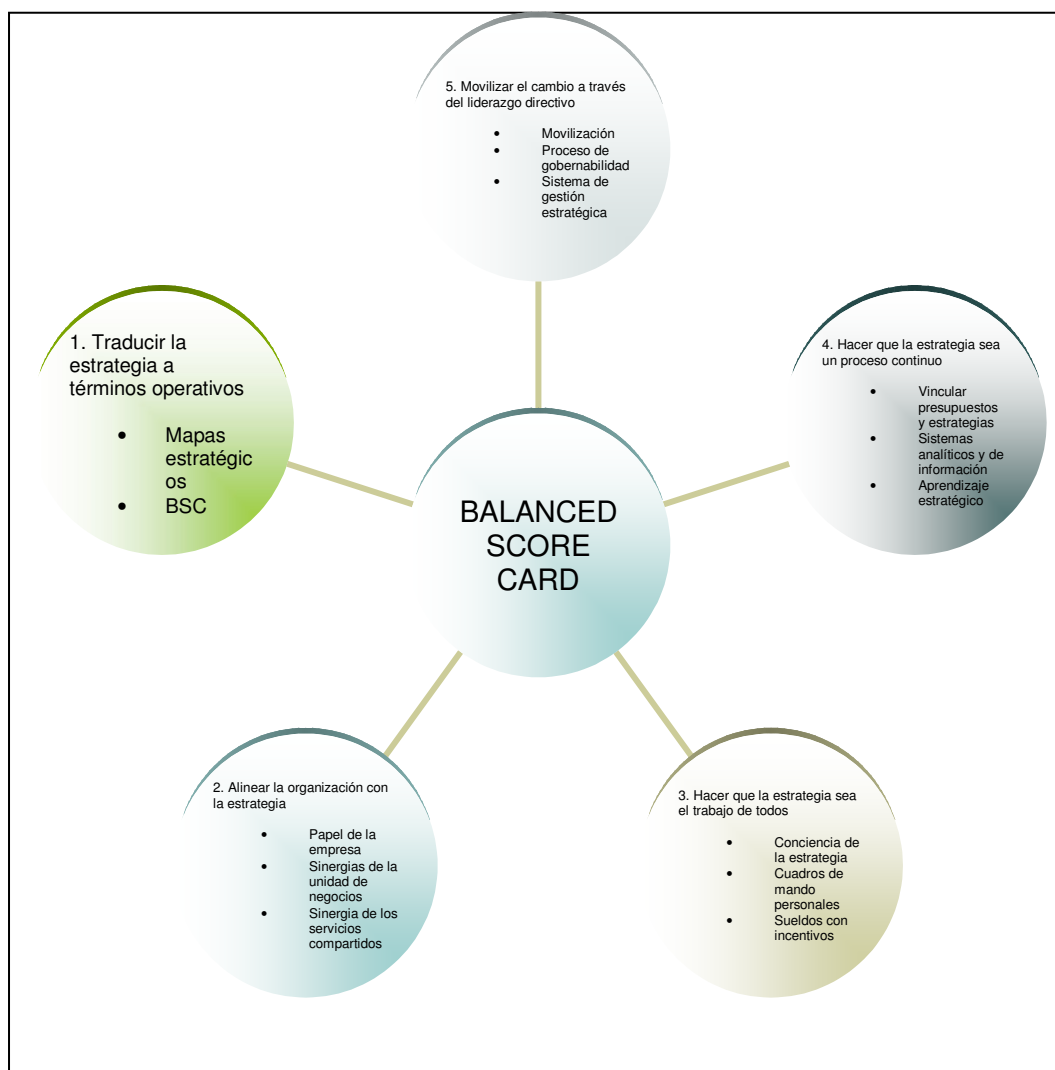 5. Movilizar el cambio a través
del liderazgo directivo
• Movilización
• Proceso de
gobernabilidad
• Sistema de
gestión
estratégica
1. Traducir la
estrategia a
términos operativos
• Mapas
estratégic
os
• BSC
4. Hacer que la estrategia sea
un proceso continuo
• Vincular
presupuestos
y estrategias
• Sistemas
analíticos y de
información
• Aprendizaje
estratégico
BALANCED
SCORE
CARD
2. Alinear la organización con
la estrategia
• Papel de la
empresa
• Sinergias de la
unidad de
negocios
• Sinergia de los
servicios
compartidos
3. Hacer que la estrategia sea
el trabajo de todos
• Conciencia de
la estrategia
• Cuadros de
mando
personales
• Sueldos con
incentivos